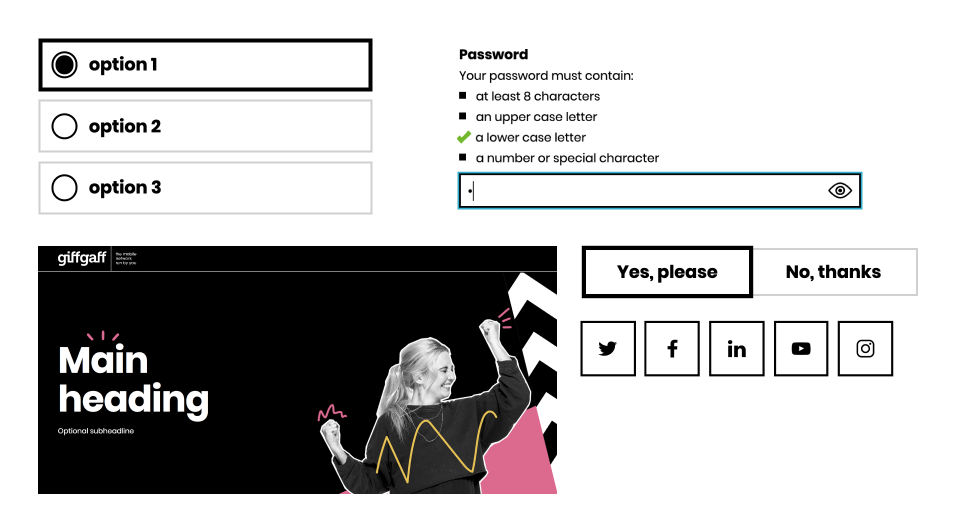 option 1
option 2
option 3
Password
Your password must contain:
at least 8 characters
an upper case letter
a lower case letter
a number or special character
giffgaff
the mobile
network
run by you
Main
heading
Optional subheadline
Yes, please
No, thanks